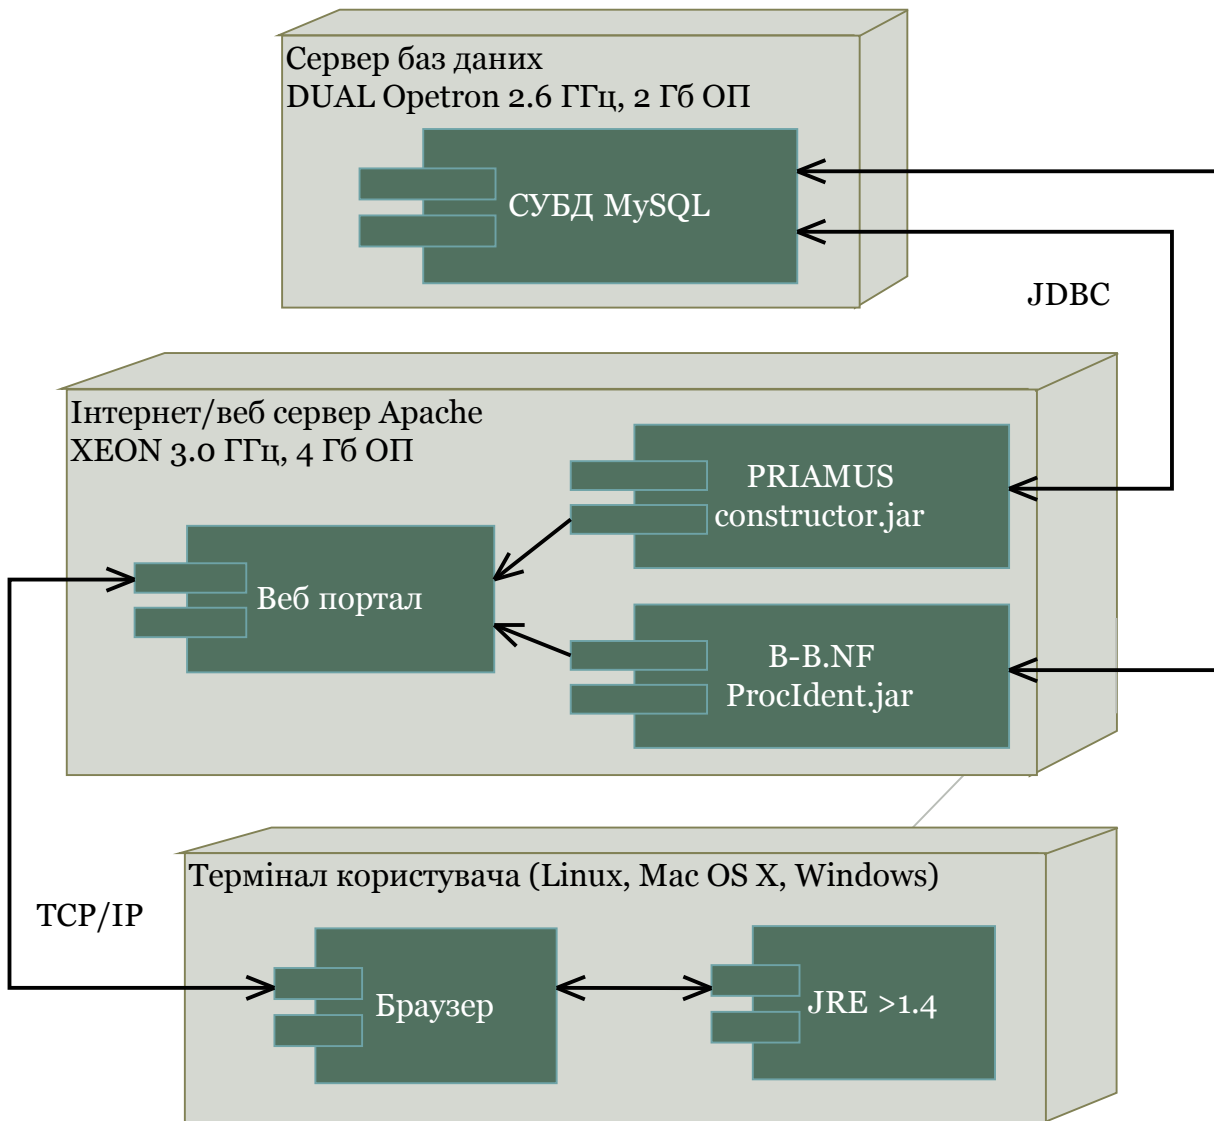 Сервер баз даних
DUAL Opetron 2.6 ГГц, 2 Гб ОП
СУБД MySQL
JDBC
Інтернет/веб сервер Apache
XEON 3.0 ГГц, 4 Гб ОП
PRIAMUS
constructor.jar
Веб портал
B-B.NF
ProcIdent.jar
Термінал користувача (Linux, Mac OS X, Windows)
TCP/IP
Браузер
JRE >1.4